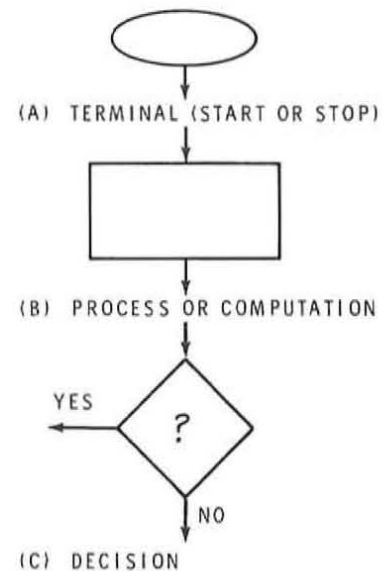 (A) TERMINAL (START OR STOP)
(B) PROCESS OR COMPUTATION
YES
?
NO
(C) DECISION